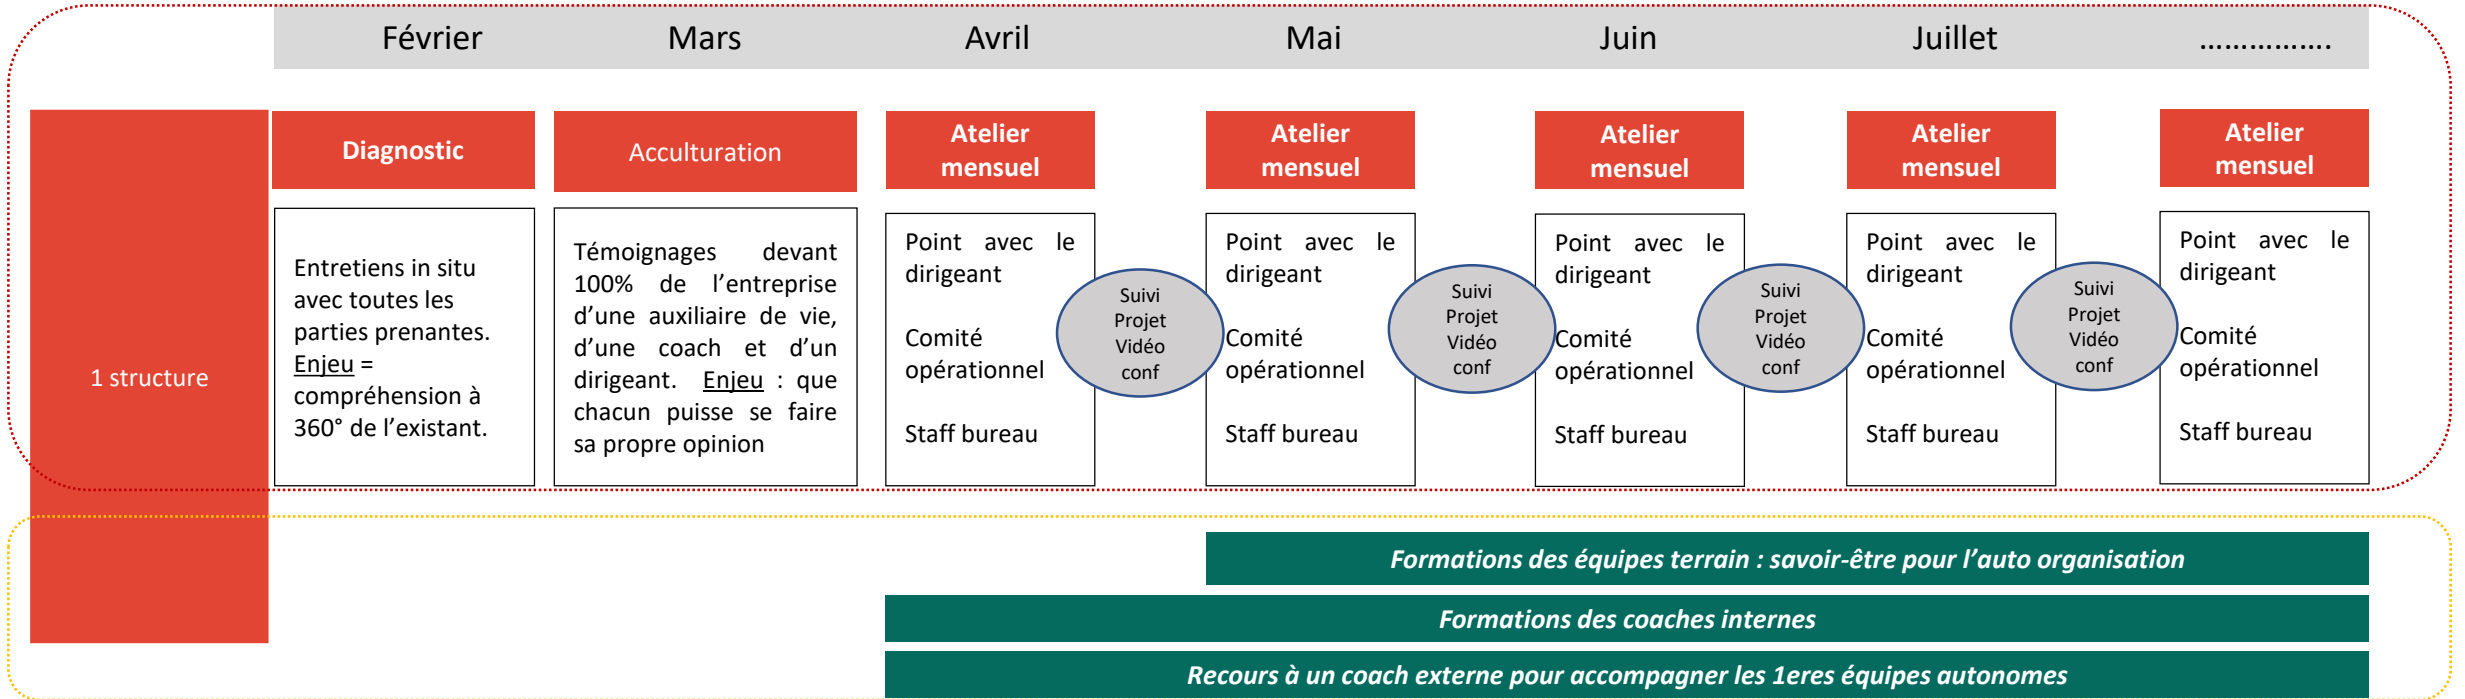 Février
Mars
Avril
Mai
Juin
Juillet
…………….
1 structure
Diagnostic
Entretiens in situ
avec toutes les
parties prenantes.
Enjeu =
compréhension à
360° de l’existant.
Acculturation
Témoignages devant
100% de l’entreprise
d’une auxiliaire de vie,
d’une coach et d’un
dirigeant. Enjeu : que
chacun puisse se faire
sa propre opinion
Atelier
mensuel
Point avec le
dirigeant
Comité
opérationnel
Staff bureau
Suivi
Projet
Vidéo
conf
Atelier
mensuel
Point avec le
dirigeant
Comité
opérationnel
Staff bureau
Suivi
Projet
Vidéo
conf
Atelier
mensuel
Point avec le
dirigeant
Comité
opérationnel
Staff bureau
Suivi
Projet
Vidéo
conf
Atelier
mensuel
Point avec le
dirigeant
Comité
opérationnel
Staff bureau
Suivi
Projet
Vidéo
conf
Atelier
mensuel
Point avec le
dirigeant
Comité
opérationnel
Staff bureau
Formations des équipes terrain : savoir-être pour l’auto organisation
Formations des coaches internes
Recours à un coach externe pour accompagner les 1eres équipes autonomes